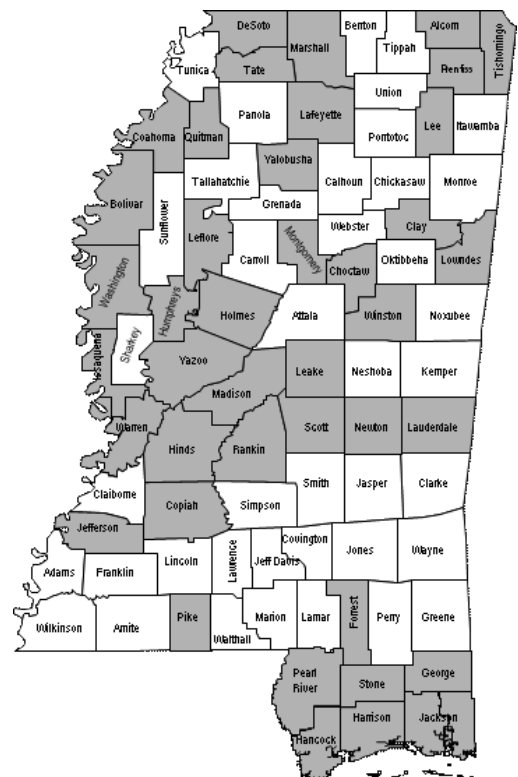 DeSoto
Benton
Alcorn
Marshall
Tippah
Tishomingo
Tunica
Tate
Prentiss
Union
Panola
Lafeyette
Lee
Itawamba
Coahoma
Quitman
Pontotoc
Yalobusha
Tallahatchie
Calhoun
Chickasaw
Monroe
Bolivar
Grenada
Sunflower
Leflore
Webster
Clay
Montgomery
Carroll
Oktibbeha
Lowndes
Choctaw
Washington
Humphreys
Holmes
Attala
Winston
Noxubee
Sharkey
Issaquena
Yazoo
Leake
Neshoba
Kemper
Madison
Warren
Scott
Newton
Lauderdale
Hinds
Rankin
Smith
Jasper
Clarke
Claiborne
Copiah
Simpson
Jefferson
Covington
Lincoln
Lawrence
Jeff Davis
Jones
Wayne
Adams
Franklin
Pike
Marion
Lamar
Forrest
Perry
Greene
Wilkinson
Amite
Walthall
Pearl
River
Stone
George
Harrison
Jackson
Hancock